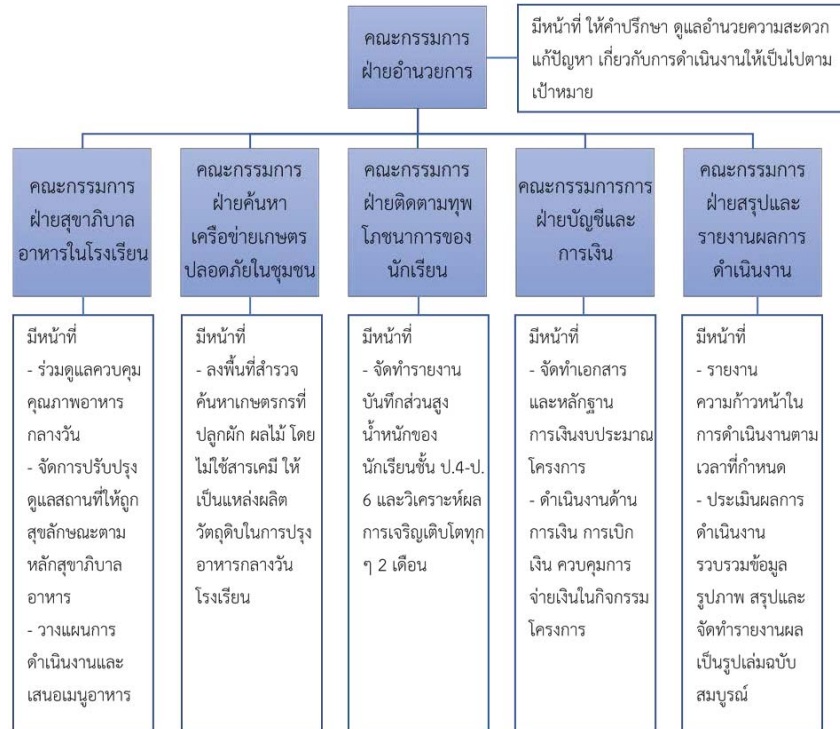 คณะกรรมการ
ฝ่ายอำนวยการ
มีหน้าที่ ให้คำปรึกษา ดูแลอำนวยความสะดวก
แก้ปัญหา เกี่ยวกับการดำเนินงานให้เป็นไปตาม
เป้าหมาย
คณะกรรมการ
ฝ่ายสุขาภิบาล
อาหารในโรงเรียน
คณะกรรมการ
ฝ่ายค้นหา
เครือข่ายเกษตร
ปลอดภัยในชุมชน
คณะกรรมการ
ฝ่ายติดตามทุพ
โภชนาการของ
นักเรียน
คณะกรรมการการ
ฝ่ายบัญชีและ
การเงิน
คณะกรรมการ
ฝ่ายสรุปและ
รายงานผลการ
ดำเนินงาน
มีหน้าที่
- ร่วมดูแลควบคุม
คุณภาพอาหาร
กลางวัน
- จัดการปรับปรุง
ดูแลสถานที่ให้ถูก
สุขลักษณะตาม
หลักสุขาภิบาล
อาหาร
- วางแผนการ
ดำเนินงานและ
เสนอเมนูอาหาร
มีหน้าที่
- ลงพื้นที่สำรวจ
ค้นหาเกษตรกรที่
ปลูกผัก ผลไม้ โดย
ไม่ใช้สารเคมี ให้
เป็นแหล่งผลิต
วัตถุดิบในการปรุง
อาหารกลางวัน
โรงเรียน
มีหน้าที่
- จัดทำรายงาน
บันทึกส่วนสูง
น้ำหนักของ
นักเรียนชั้น ป.4-ป.
6 และวิเคราะห์ผล
การเจริญเติบโตทุก
ๆ 2 เดือน
มีหน้าที่
- จัดทำเอกสาร
และหลักฐาน
การเงินงบประมาณ
โครงการ
- ดำเนินงานด้าน
การเงิน การเบิก
เงิน ควบคุมการ
จ่ายเงินในกิจกรรม
โครงการ
มีหน้าที่
- รายงาน
ความก้าวหน้าใน
การดำเนินงานตาม
เวลาที่กำหนด
- ประเมินผลการ
ดำเนินงาน
รวบรวมข้อมูล
รูปภาพ สรุปและ
จัดทำรายงานผล
เป็นรูปเล่มฉบับ
สมบูรณ์